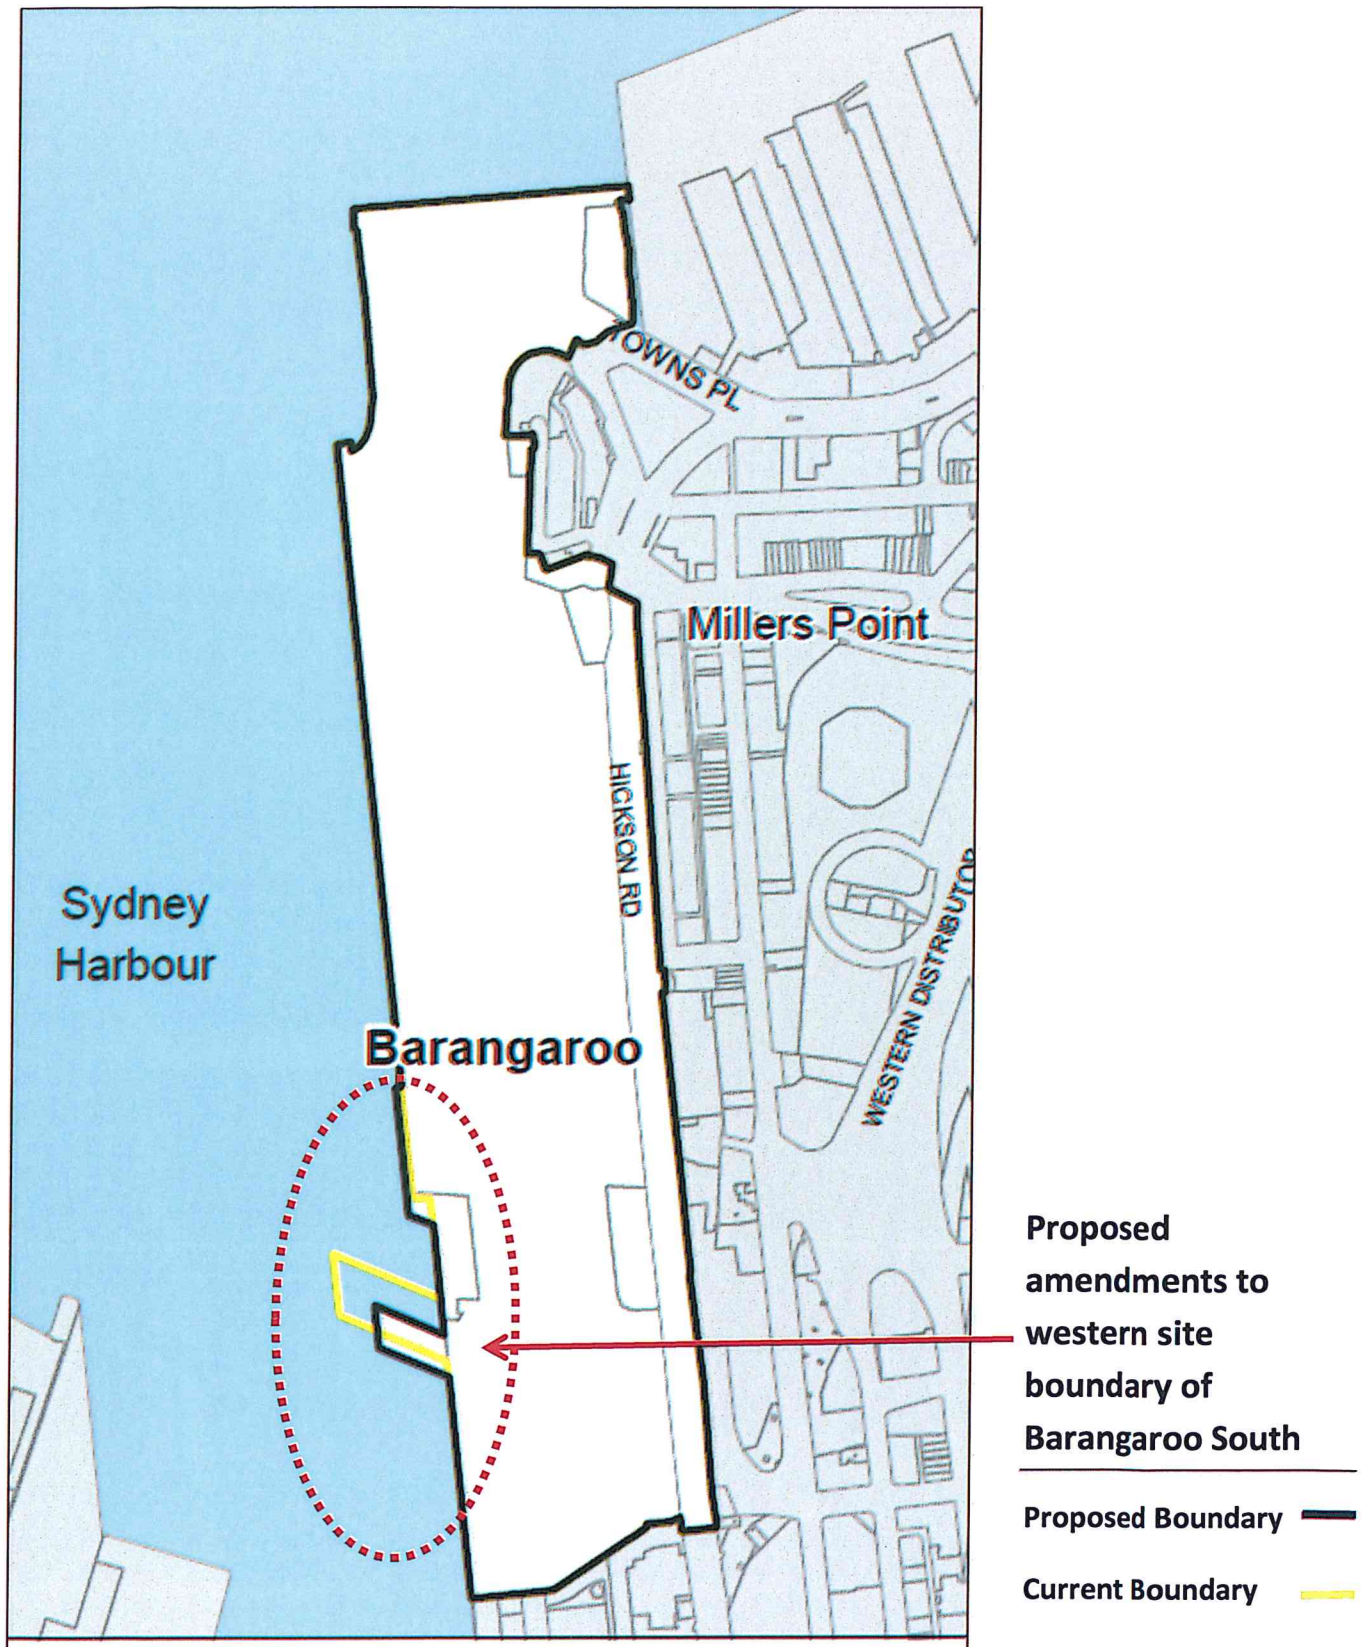 TOWNS PL
Millers Point
HICKSON RD
Sydney
Harbour
WESTERN DISTRIBUTOR
Barangaroo
Proposed
amendments to
western site
boundary of
Barangaroo South
Proposed Boundary
Current Boundary